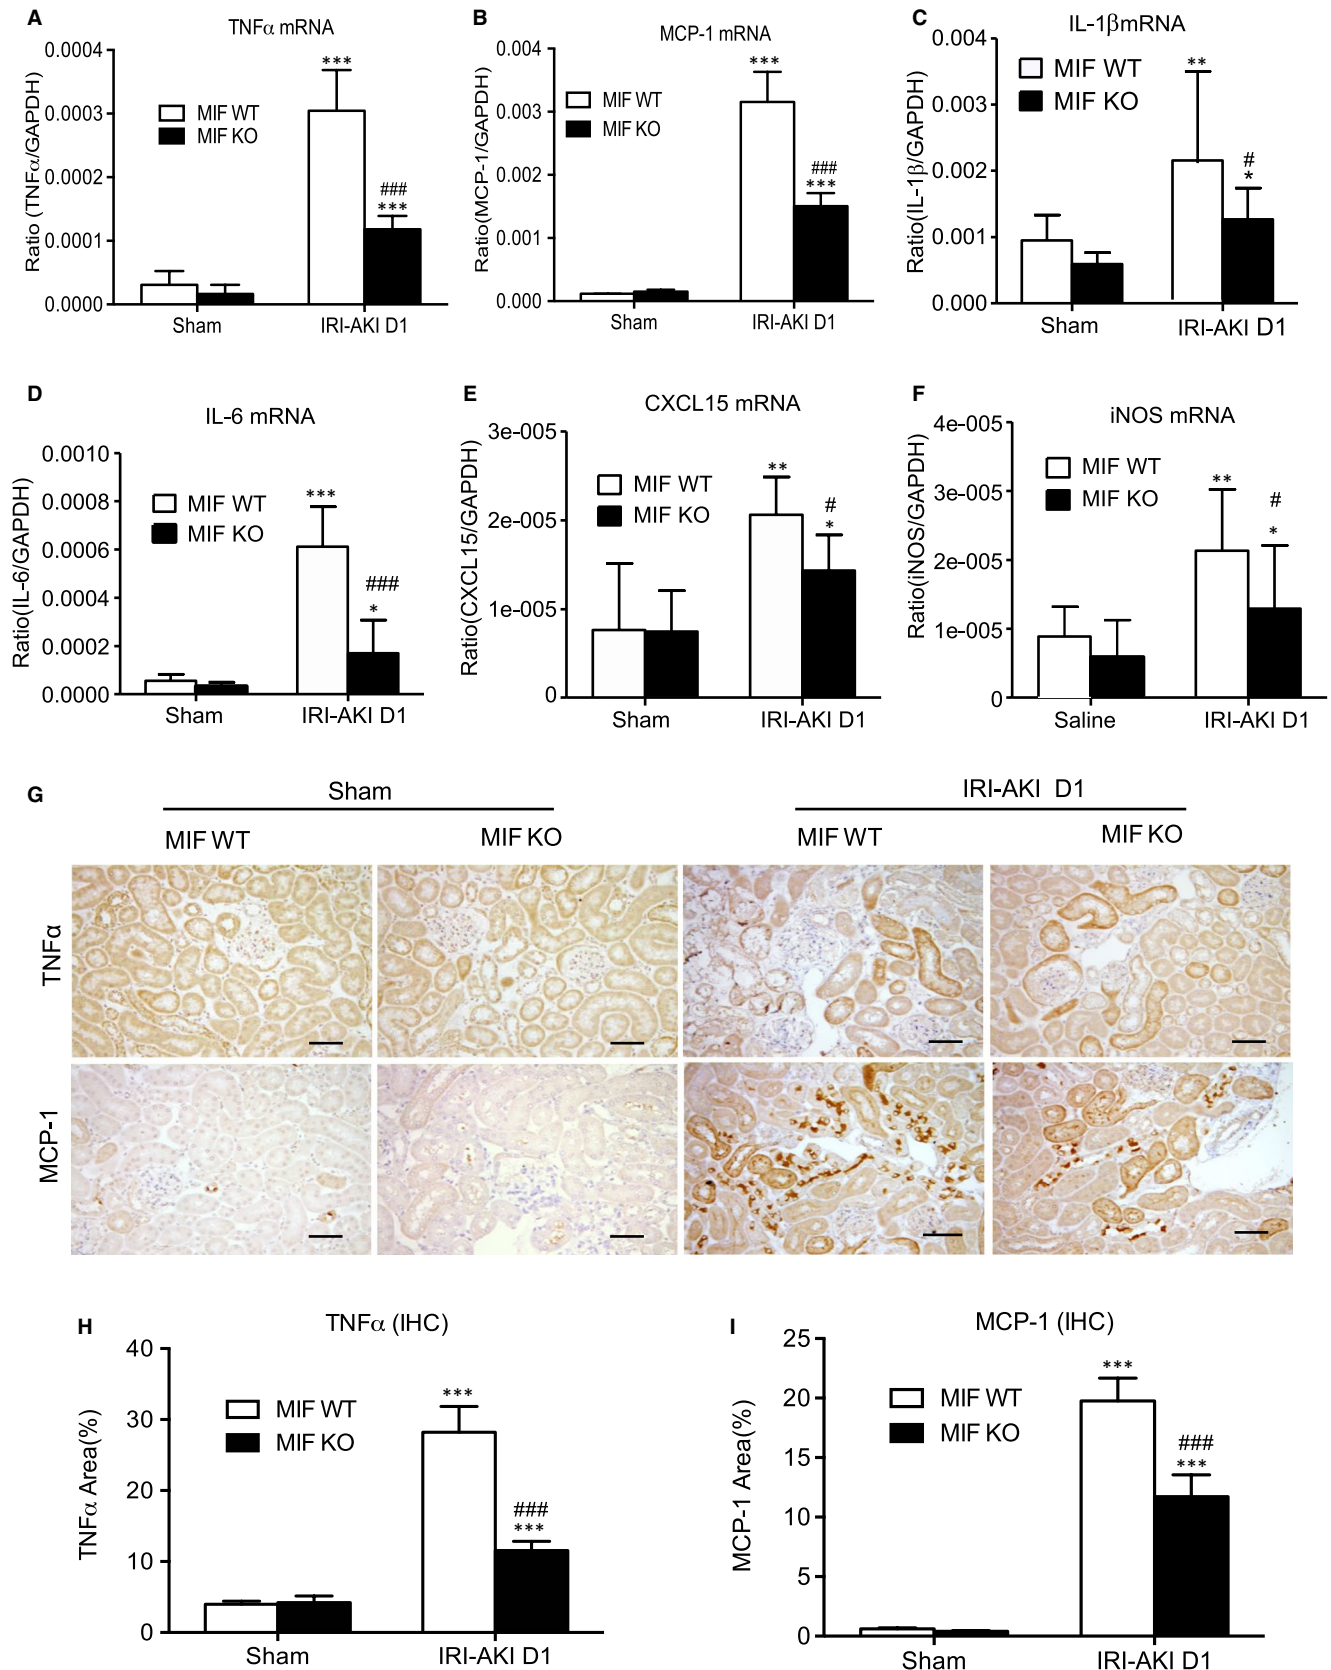 A
TNFα mRNA
Ratio (TNFα/GAPDH)
0.0004
0.0003
0.0002
0.0001
0.0000
MIF WT
MIF KO
***
###
***
Sham
IRI-AKI D1
B
MCP-1 mRNA
Ratio(MCP-1/GAPDH)
0.004
0.003
0.002
0.001
0.000
MIF WT
MIF KO
***
###
***
Sham
IRI-AKI D1
C
IL-1βmRNA
Ratio(IL-1β/GAPDH)
0.004
0.003
0.002
0.001
0.000
MIF WT
MIF KO
**
#
*
Sham
IRI-AKI D1
D
IL-6 mRNA
Ratio(IL-6/GAPDH)
0.0010
0.0008
0.0006
0.0004
0.0002
0.0000
MIF WT
MIF KO
***
###
*
Sham
IRI-AKI D1
E
CXCL15 mRNA
Ratio(CXCL15/GAPDH)
3e-005
2e-005
1e-005
0
MIF WT
MIF KO
**
#
*
Sham
IRI-AKI D1
F
iNOS mRNA
Ratio(iNOS/GAPDH)
4e-005
3e-005
2e-005
1e-005
0
MIF WT
MIF KO
**
#
*
Saline
IRI-AKI D1
G
Sham
IRI-AKI D1
MIF WT
MIF KO
MIF WT
MIF KO
TNFα
MCP-1
H
TNFα (IHC)
TNFα Area(%)
40
30
20
10
0
MIF WT
MIF KO
***
###
***
Sham
IRI-AKI D1
I
MCP-1 (IHC)
MCP-1 Area(%)
25
20
15
10
5
0
MIF WT
MIF KO
***
###
***
Sham
IRI-AKI D1